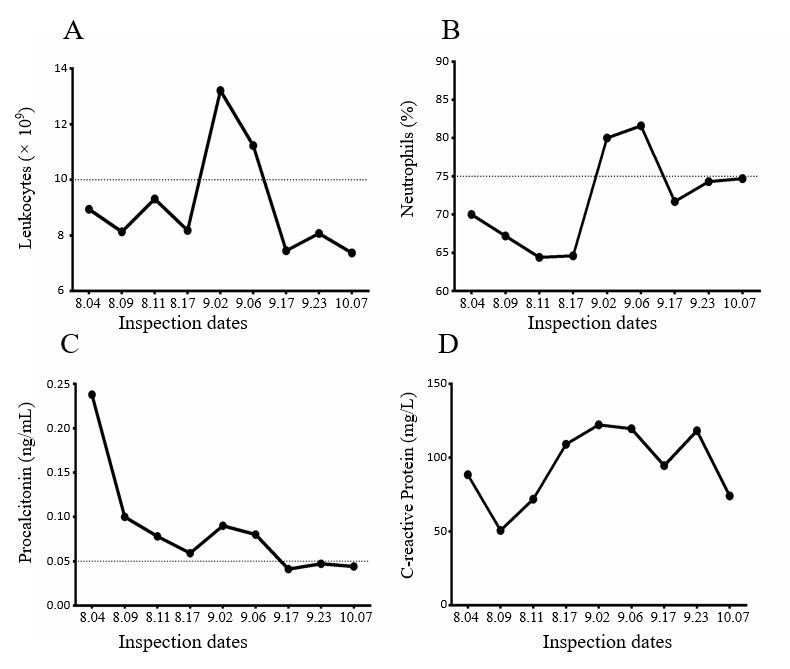 A
Leukocytes (× 10⁹)
14
12
10
8
6
8.04 8.09 8.11 8.17 9.02 9.06 9.17 9.23 10.07
Inspection dates
B
Neutrophils (%)
90
85
80
75
70
65
60
8.04 8.09 8.11 8.17 9.02 9.06 9.17 9.23 10.07
Inspection dates
C
Procalcitonin (ng/mL)
0.25
0.20
0.15
0.10
0.05
0.00
8.04 8.09 8.11 8.17 9.02 9.06 9.17 9.23 10.07
Inspection dates
D
C-reactive Protein (mg/L)
150
100
50
0
8.04 8.09 8.11 8.17 9.02 9.06 9.17 9.23 10.07
Inspection dates